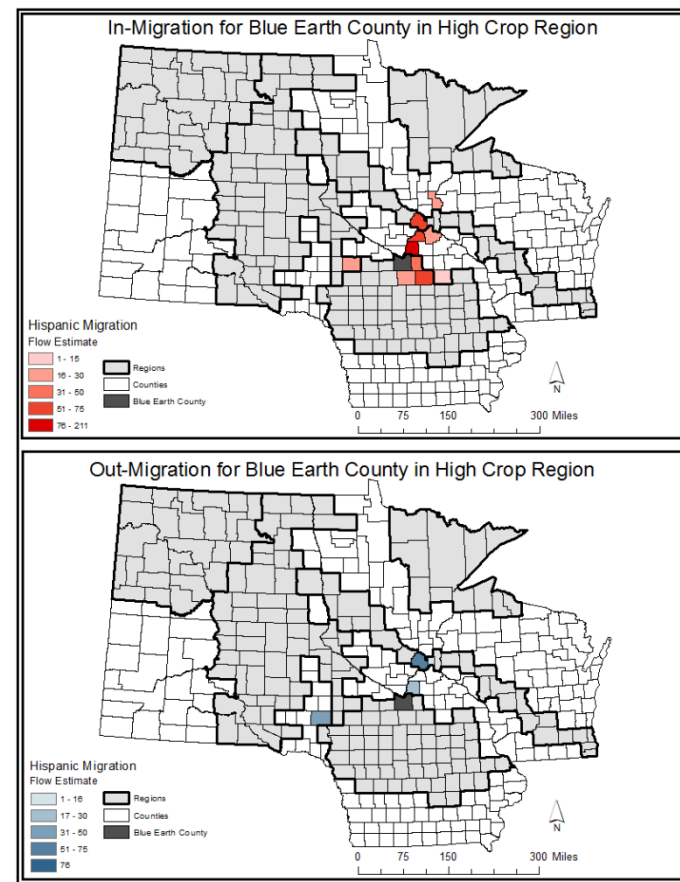 In-Migration for Blue Earth County in High Crop Region
Hispanic Migration
Flow Estimate
1 - 15
16 - 30
31 - 50
51 - 75
76 - 211
Regions
Counties
Blue Earth County
N
0 75 150 300 Miles
Out-Migration for Blue Earth County in High Crop Region
Hispanic Migration
Flow Estimate
1 - 16
17 - 30
31 - 50
51 - 75
76
Regions
Counties
Blue Earth County
N
0 75 150 300 Miles